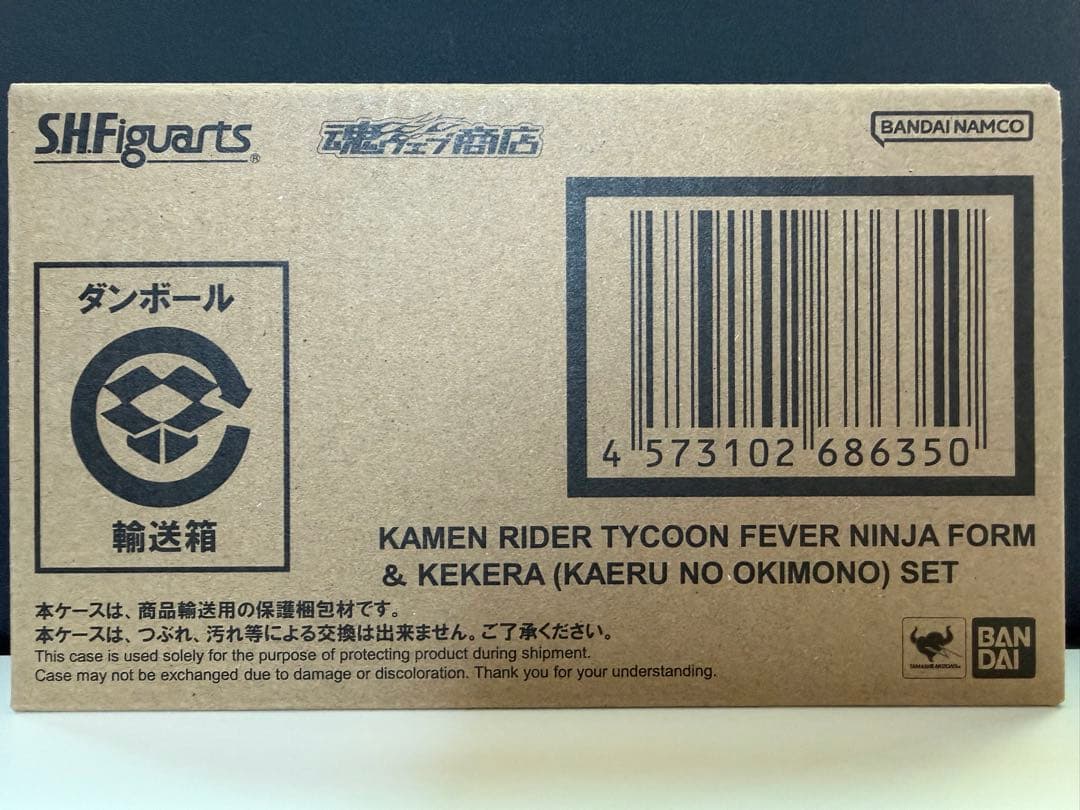 S.H.Figuarts®
魂ウェブ商店
BANDAI NAMCO
ダンボール
輸送箱
4 573102 686350
KAMEN RIDER TYCOON FEVER NINJA FORM
& KEKERA (KAERU NO OKIMONO) SET
本ケースは、商品輸送用の保護梱包材です。
本ケースは、つぶれ、汚れ等による交換は出来ません。ご了承ください。
This case is used solely for the purpose of protecting product during shipment.
Case may not be exchanged due to damage or discoloration. Thank you for your understanding.
TAMASHII NATIONS
BAN
DAI